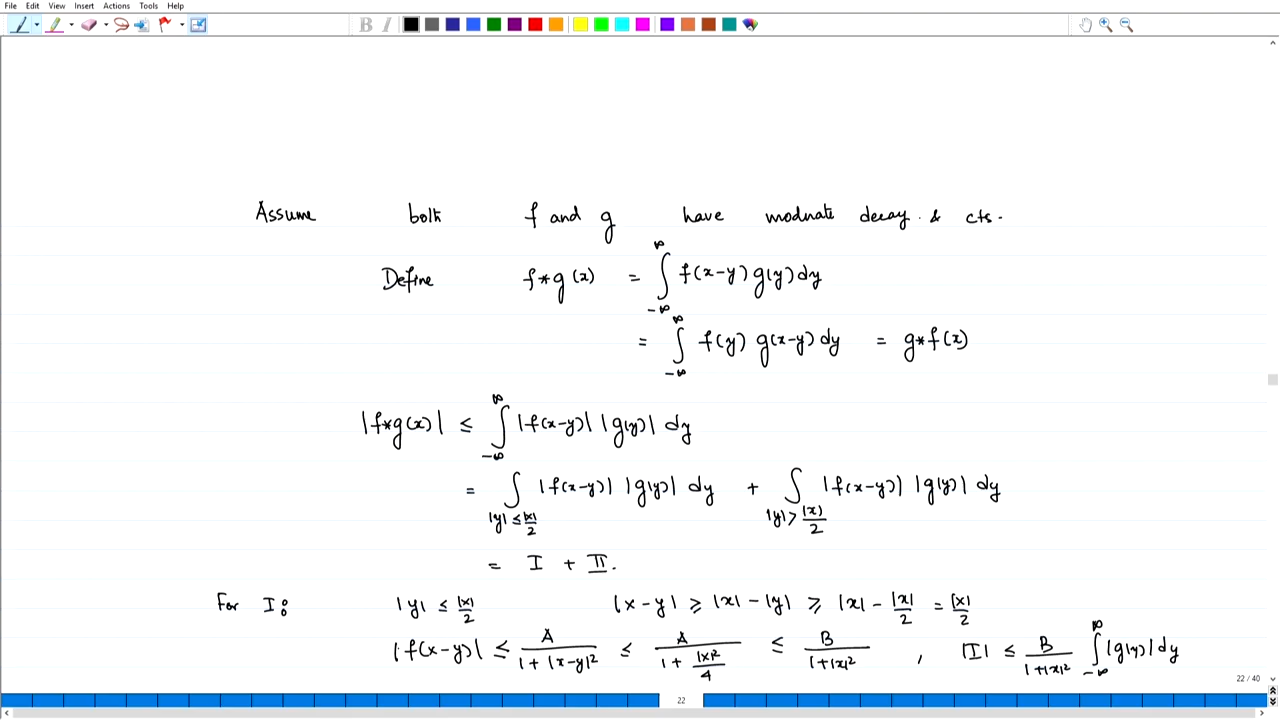 File Edit View Insert Actions Tools Help
B I
Assume both f and g have moderate decay. & cts.
Define f*g(x) = ∫_{-∞}^{∞} f(x-y) g(y) dy
= ∫_{-∞}^{∞} f(y) g(x-y) dy = g*f(x)
|f*g(x)| ≤ ∫_{-∞}^{∞} |f(x-y)| |g(y)| dy
= ∫_{|y| ≤ |x|/2} |f(x-y)| |g(y)| dy + ∫_{|y| > |x|/2} |f(x-y)| |g(y)| dy
= I + II.
For I: |y| ≤ |x|/2 |x-y| ≥ |x| - |y| ≥ |x| - |x|/2 = |x|/2
|f(x-y)| ≤ A/(1+|x-y|²) ≤ A/(1+|x|²/4) ≤ B/(1+|x|²) , |I| ≤ B/(1+|x|²) ∫_{-∞}^{∞} |g(y)| dy
22 / 40
22